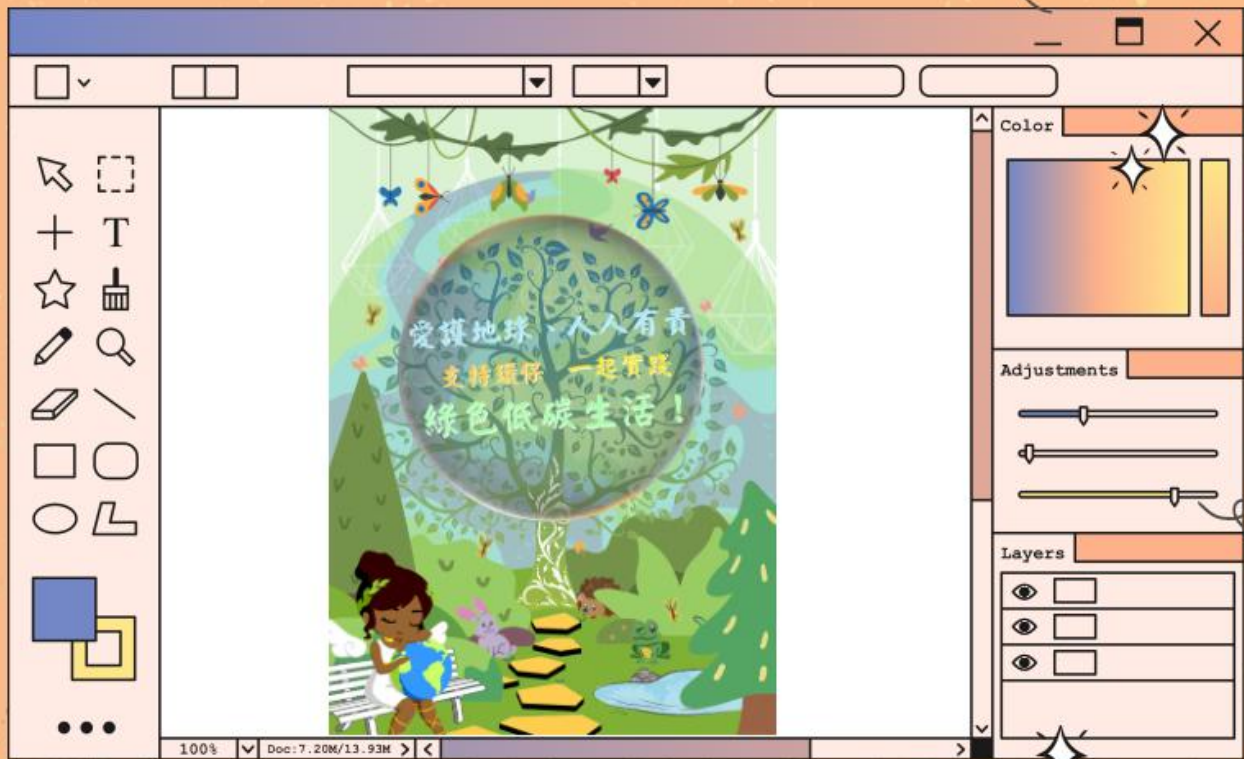 Color
愛護地球、人人有責
支持環保 一起實踐
綠色低碳生活！
Adjustments
Layers
T
100%
Doc:7.20M/13.93M